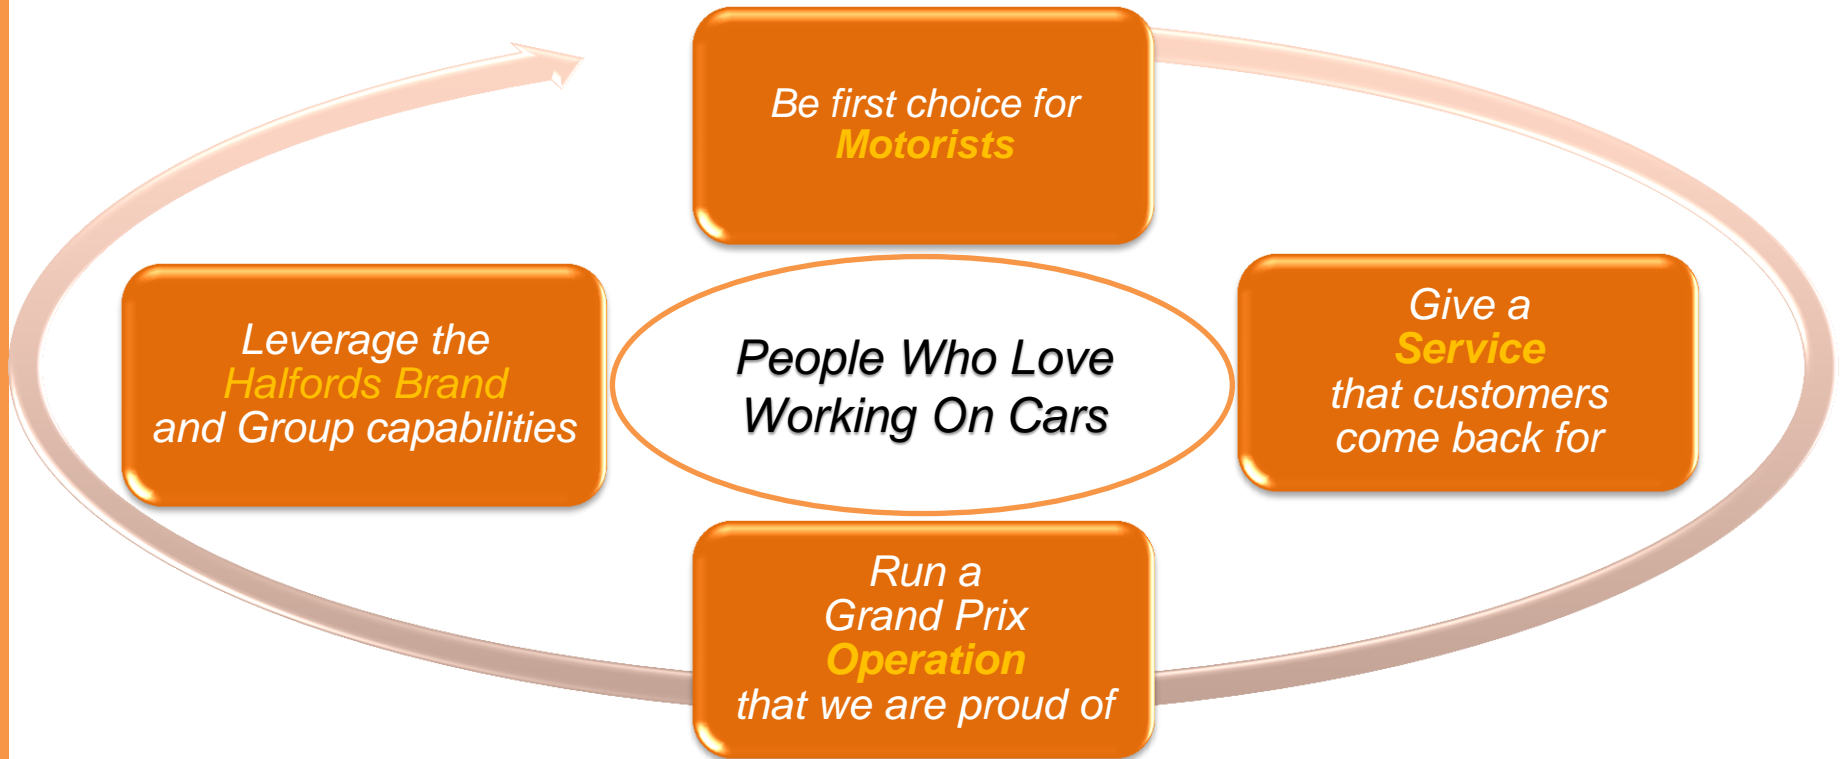 Be first choice for
Motorists
Give a
Service
that customers
come back for
Run a
Grand Prix
Operation
that we are proud of
Leverage the
Halfords Brand
and Group capabilities
People Who Love
Working On Cars